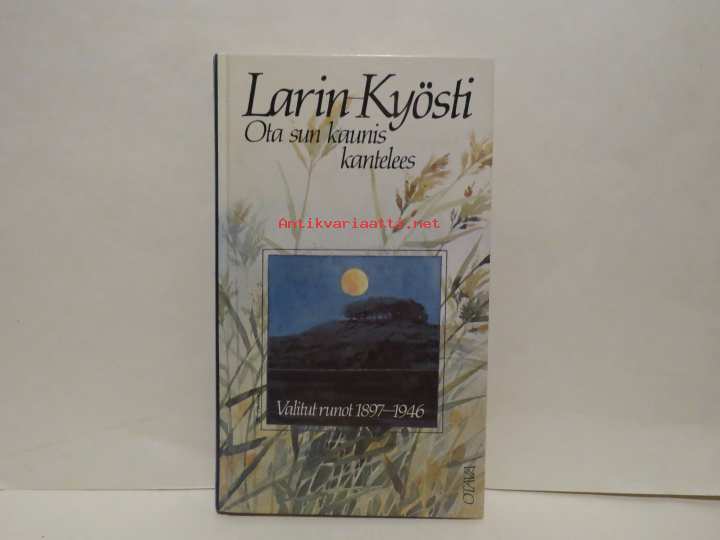 Larin-Kyösti
Ota sun kaunis
kantelees
Antikvariaatti.net
Valitut runot 1897–1946
OTAVA